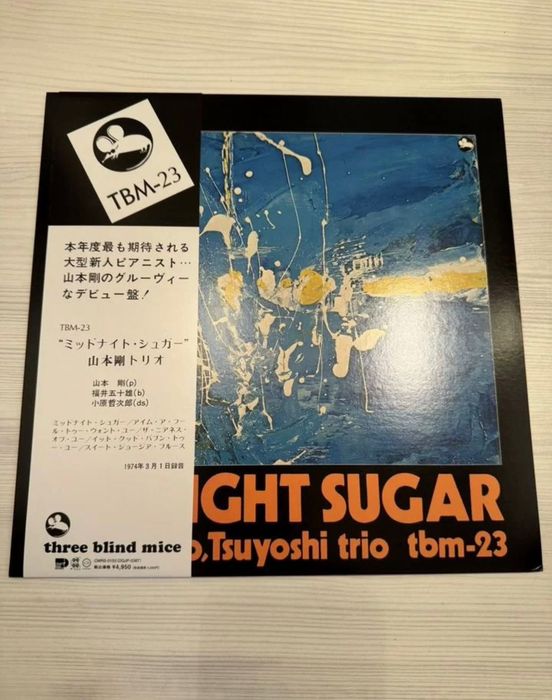 TBM-23
本年度最も期待される
大型新人ピアニスト…
山本剛のグルーヴィー
なデビュー盤!
TBM-23
"ミッドナイト・シュガー"
山本剛トリオ
山本 剛(p)
福井五十雄(b)
小原哲次郎(ds)
ミッドナイト・シュガー/アイム・ア・フー
ル・トゥー・ウォント・ユー/ザ・ニアネス・
オブ・ユー/イット・クッド・ハプン・トゥ
ー・ユー/スイート・ジョージア・ブルース
1974年3月1日録音
three blind mice
税込価格 ¥4,950
IGHT SUGAR
o,Tsuyoshi trio tbm-23